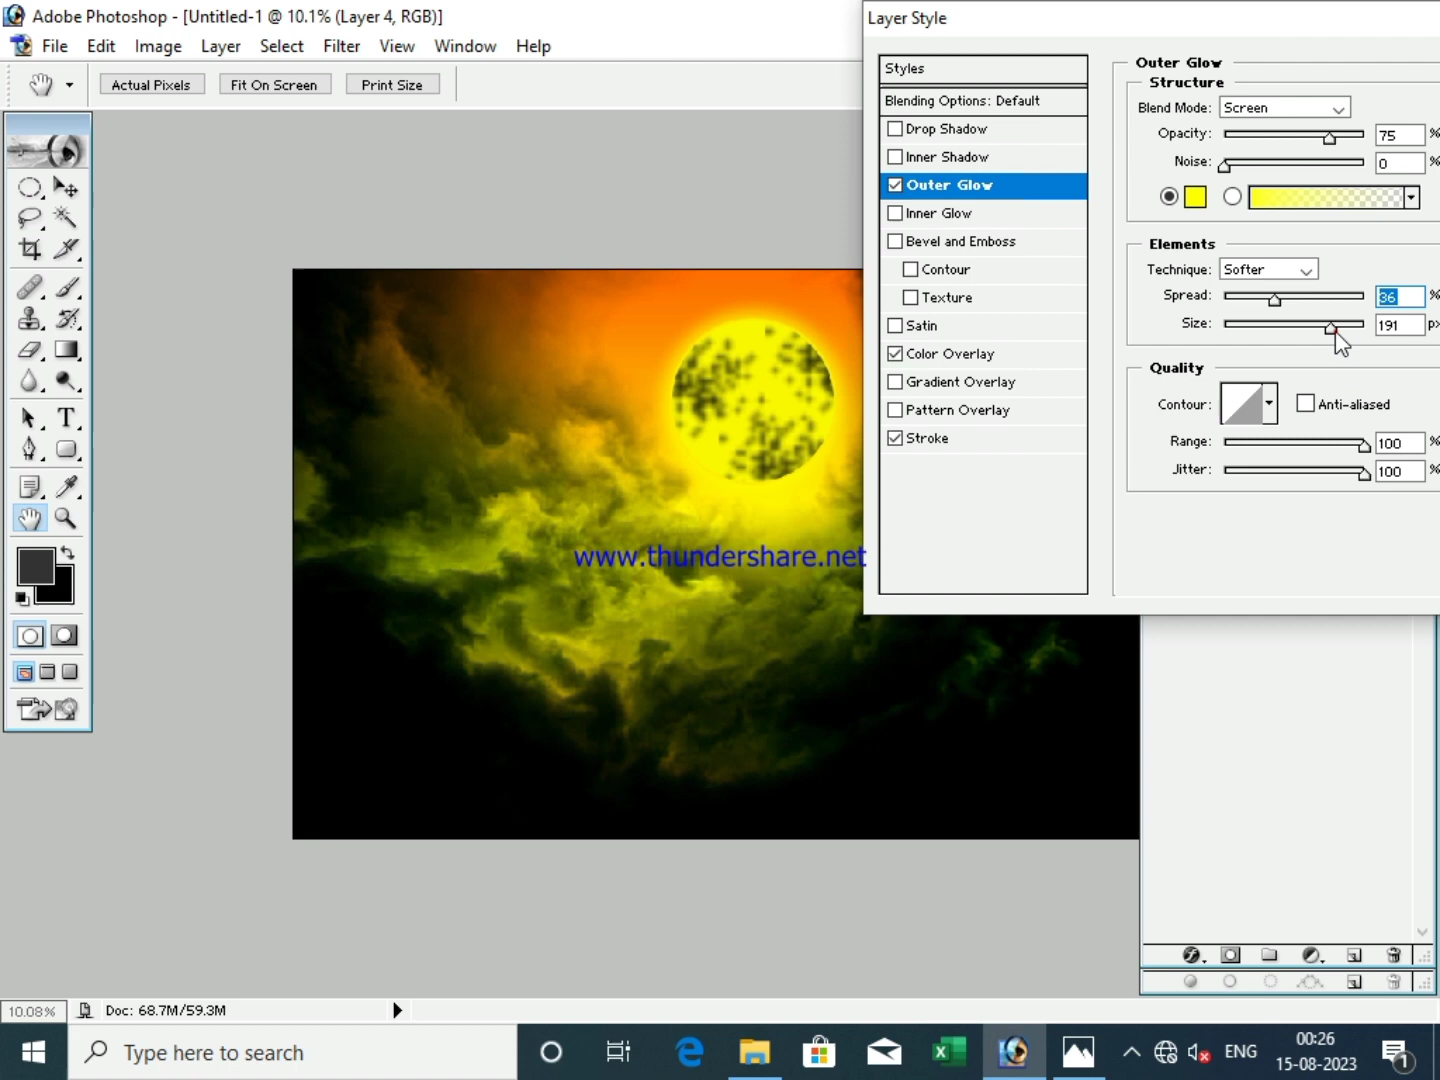 Adobe Photoshop - [Untitled-1 @ 10.1% (Layer 4, RGB)]
File Edit Image Layer Select Filter View Window Help
Actual Pixels Fit On Screen Print Size
Layer Style
Styles
Blending Options: Default
Drop Shadow
Inner Shadow
Outer Glow
Inner Glow
Bevel and Emboss
Contour
Texture
Satin
Color Overlay
Gradient Overlay
Pattern Overlay
Stroke
Outer Glow
Structure
Blend Mode: Screen
Opacity: 75 %
Noise: 0 %
Elements
Technique: Softer
Spread: 36 %
Size: 191 px
Quality
Contour: Anti-aliased
Range: 100 %
Jitter: 100 %
T
www.thundershare.net
10.08% Doc: 68.7M/59.3M
Type here to search
ENG
00:26
15-08-2023
1